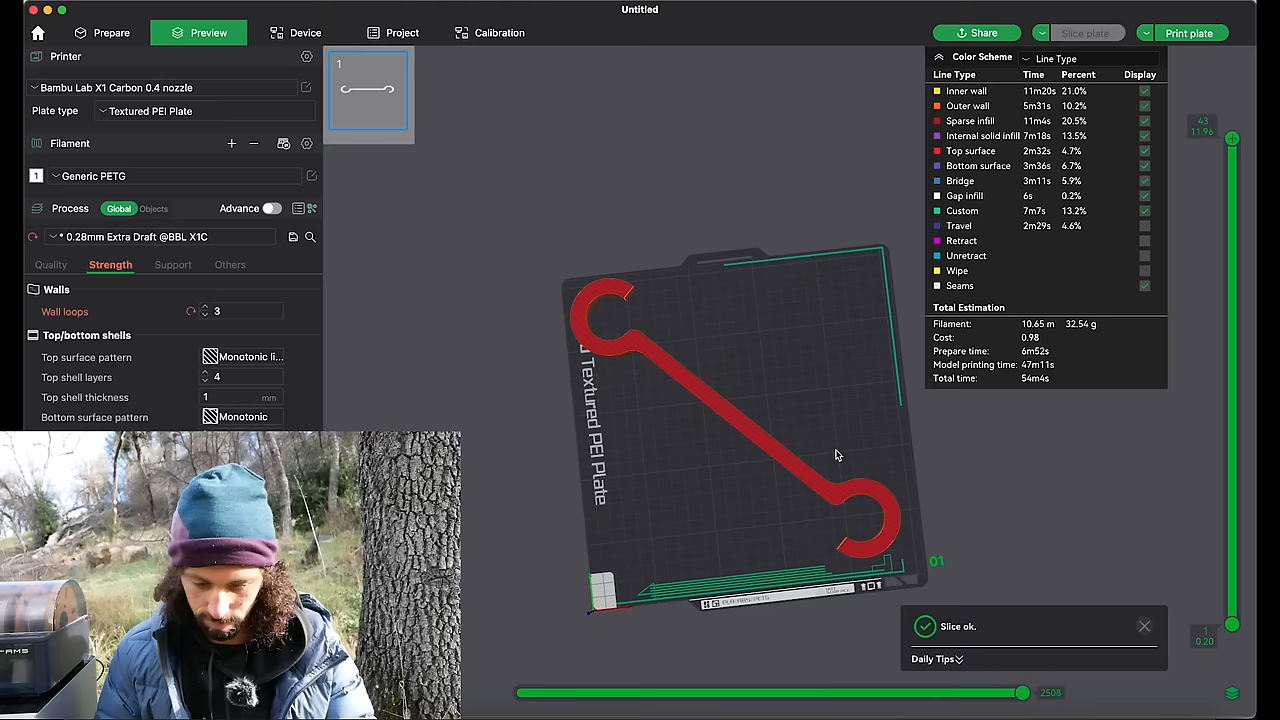 Untitled
Prepare Preview Device Project Calibration Share Slice plate Print plate
Printer
Bambu Lab X1 Carbon 0.4 nozzle
Plate type Textured PEI Plate
Filament
1 Generic PETG
Process Global Objects Advance
* 0.28mm Extra Draft @BBL X1C
Quality Strength Support Others
Walls
Wall loops 3
Top/bottom shells
Top surface pattern Monotonic li...
Top shell layers 4
Top shell thickness 1 mm
Bottom surface pattern Monotonic
1
Color Scheme Line Type
Line Type Time Percent Display
Inner wall 11m20s 21.0%
Outer wall 5m31s 10.2%
Sparse infill 11m4s 20.5%
Internal solid infill 7m18s 13.5%
Top surface 2m32s 4.7%
Bottom surface 3m36s 6.7%
Bridge 3m11s 5.9%
Gap infill 6s 0.2%
Custom 7m7s 13.2%
Travel 2m29s 4.6%
Retract
Unretract
Wipe
Seams
Total Estimation
Filament: 10.65 m 32.54 g
Cost: 0.98
Prepare time: 6m52s
Model printing time: 47m11s
Total time: 54m4s
43
11.96
Textured PEI Plate
01
Slice ok.
Daily Tips
1
0.20
2508
AMS